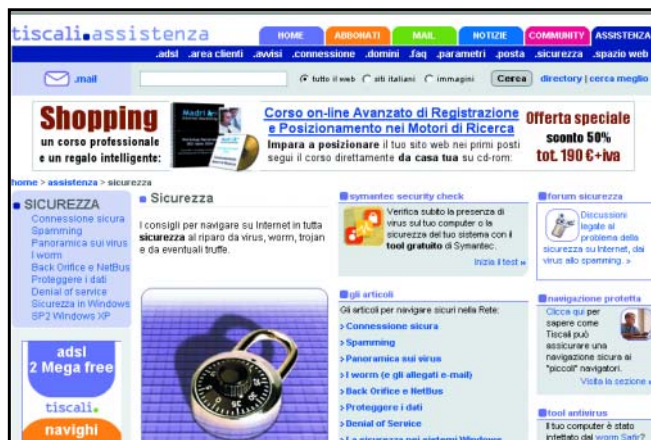 tiscali.assistenza
HOME ABBONATI MAIL NOTIZIE COMMUNITY ASSISTENZA
.adsl .area clienti .avvisi .connessione .domini .faq .parametri .posta .sicurezza .spazio web
.mail tutto il web siti italiani immagini Cerca directory | cerca meglio
Shopping
un corso professionale
e un regalo intelligente:
Corso on-line Avanzato di Registrazione
e Posizionamento nei Motori di Ricerca
Impara a posizionare il tuo sito web nei primi posti
segui il corso direttamente da casa tua su cd-rom:
Offerta speciale
sconto 50%
tot. 190 €+iva
home > assistenza > sicurezza
SICUREZZA
Connessione sicura
Spamming
Panoramica sui virus
I worm
Back Orifice e NetBus
Proteggere i dati
Denial of service
Sicurezza in Windows
SP2 Windows XP
adsl
2 Mega free
tiscali.
navighi
Sicurezza
I consigli per navigare su Internet in tutta
sicurezza al riparo da virus, worm, trojan
e da eventuali truffe.
symantec security check
Verifica subito la presenza di
virus sul tuo computer o la
sicurezza del tuo sistema con il
tool gratuito di Symantec.
Inizia il test »
gli articoli
Gli articoli per navigare sicuri nella Rete:
> Connessione sicura
> Spamming
> Panoramica sui virus
> I worm (e gli allegati e-mail)
> Back Orifice e NetBus
> Proteggere i dati
> Denial of Service
> La sicurezza nei sistemi Windows
forum sicurezza
Discussioni
legate al
problema della
sicurezza su Internet, dai
virus allo spamming. »
navigazione protetta
Clicca qui per
sapere come
Tiscali può
assicurare una
navigazione sicura ai
"piccoli" navigatori.
Visita la sezione »
tool antivirus
Il tuo computer è stato
infettato dal worm